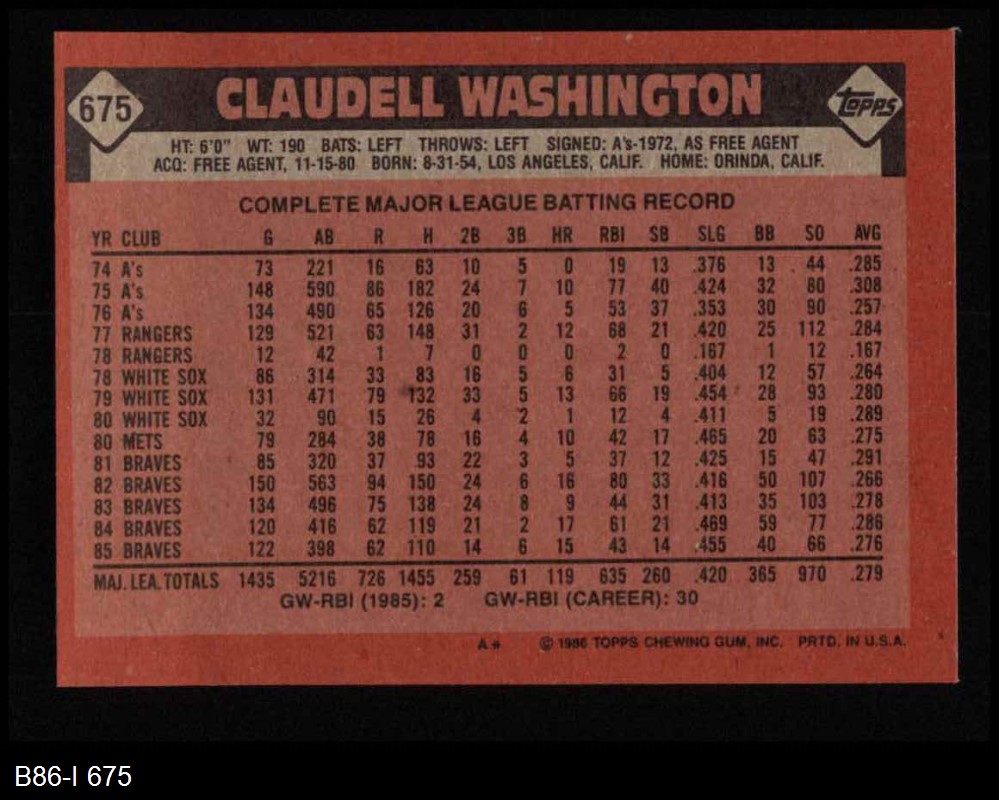 675
CLAUDELL WASHINGTON
Topps
HT: 6'0" WT: 190 BATS: LEFT THROWS: LEFT SIGNED: A's-1972, AS FREE AGENT
ACQ: FREE AGENT, 11-15-80 BORN: 8-31-54, LOS ANGELES, CALIF. HOME: ORINDA, CALIF.
COMPLETE MAJOR LEAGUE BATTING RECORD
YR CLUB G AB R H 2B 3B HR RBI SB SLG BB SO AVG
74 A's 73 221 16 63 10 5 0 19 13 .376 13 44 .285
75 A's 148 590 86 182 24 7 10 77 40 .424 32 80 .308
76 A's 134 490 65 126 20 6 5 53 37 .353 30 90 .257
77 RANGERS 129 521 63 148 31 2 12 68 21 .420 25 112 .284
78 RANGERS 12 42 1 7 0 0 0 2 0 .167 1 12 .167
78 WHITE SOX 86 314 33 83 16 5 6 31 5 .404 12 57 .264
79 WHITE SOX 131 471 79 132 33 5 13 66 19 .454 28 93 .280
80 WHITE SOX 32 90 15 26 4 2 1 12 4 .411 5 19 .289
80 METS 79 284 38 78 16 4 10 42 17 .465 20 63 .275
81 BRAVES 85 320 37 93 22 3 5 37 12 .425 15 47 .291
82 BRAVES 150 563 94 150 24 6 16 80 33 .416 50 107 .266
83 BRAVES 134 496 75 138 24 8 9 44 31 .413 35 103 .278
84 BRAVES 120 416 62 119 21 2 17 61 21 .469 59 77 .286
85 BRAVES 122 398 62 110 14 6 15 43 14 .455 40 66 .276
MAJ. LEA. TOTALS 1435 5216 726 1455 259 61 119 635 260 .420 365 970 .279
GW-RBI (1985): 2 GW-RBI (CAREER): 30
A* © 1986 TOPPS CHEWING GUM, INC. PRTD. IN U.S.A.
B86-I 675